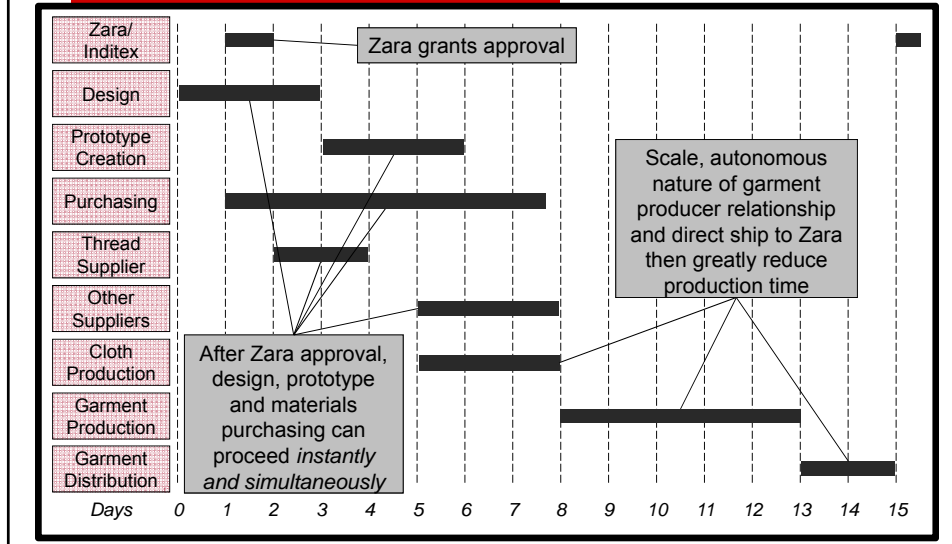 Zara/
Inditex
Zara grants approval
Design
Prototype
Creation
Scale, autonomous
nature of garment
producer relationship
and direct ship to Zara
then greatly reduce
production time
Purchasing
Thread
Supplier
Other
Suppliers
After Zara approval,
design, prototype
and materials
purchasing can
proceed instantly
and simultaneously
Cloth
Production
Garment
Production
Garment
Distribution
Days 0 1 2 3 4 5 6 7 8 9 10 11 12 13 14 15